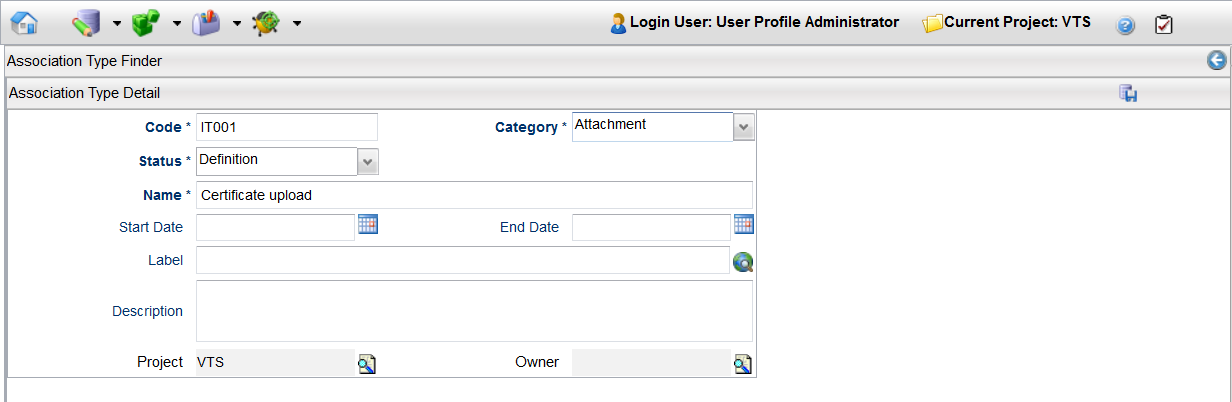 Login User: User Profile Administrator Current Project: VTS
Association Type Finder
Association Type Detail
Code * IT001 Category * Attachment
Status * Definition
Name * Certificate upload
Start Date End Date
Label
Description
Project VTS Owner